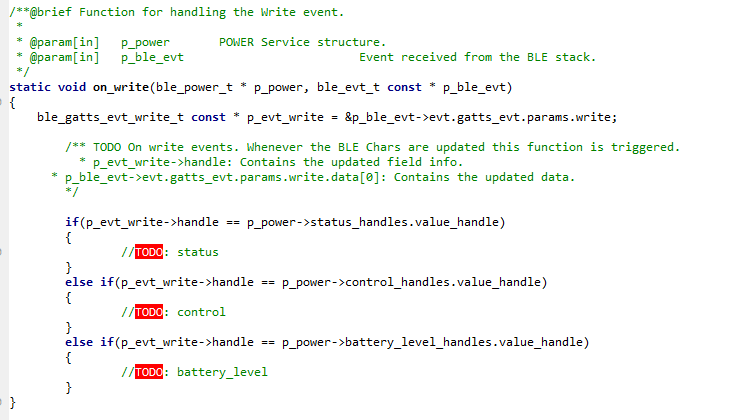 /**@brief Function for handling the Write event.
 *
 * @param[in]   p_power       POWER Service structure.
 * @param[in]   p_ble_evt                         Event received from the BLE stack.
 */
static void on_write(ble_power_t * p_power, ble_evt_t const * p_ble_evt)
{
    ble_gatts_evt_write_t const * p_evt_write = &p_ble_evt->evt.gatts_evt.params.write;

        /** TODO On write events. Whenever the BLE Chars are updated this function is triggered.
          * p_evt_write->handle: Contains the updated field info.
      * p_ble_evt->evt.gatts_evt.params.write.data[0]: Contains the updated data.
        */

        if(p_evt_write->handle == p_power->status_handles.value_handle)
        {
                //TODO: status
        }
        else if(p_evt_write->handle == p_power->control_handles.value_handle)
        {
                //TODO: control
        }
        else if(p_evt_write->handle == p_power->battery_level_handles.value_handle)
        {
                //TODO: battery_level
        }
}